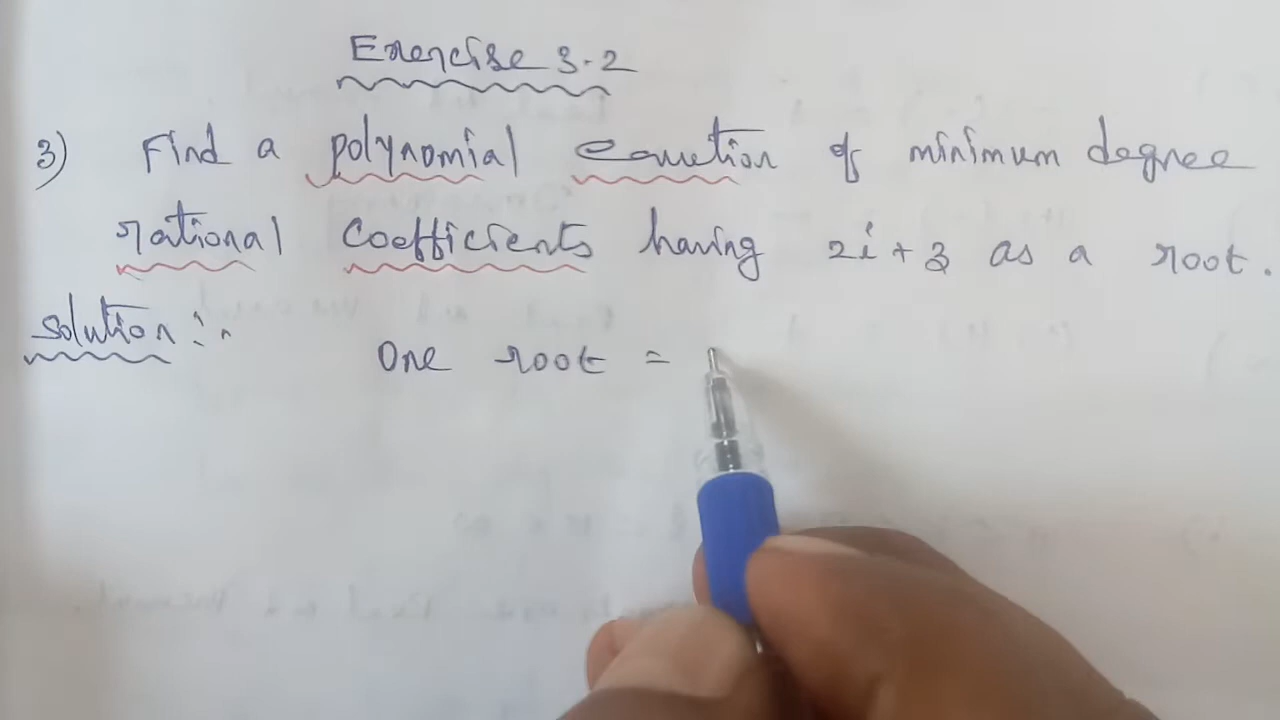 Exercise 3.2
3) Find a polynomial equation of minimum degree
rational coefficients having 2i+3 as a root.
solution:-
One root =